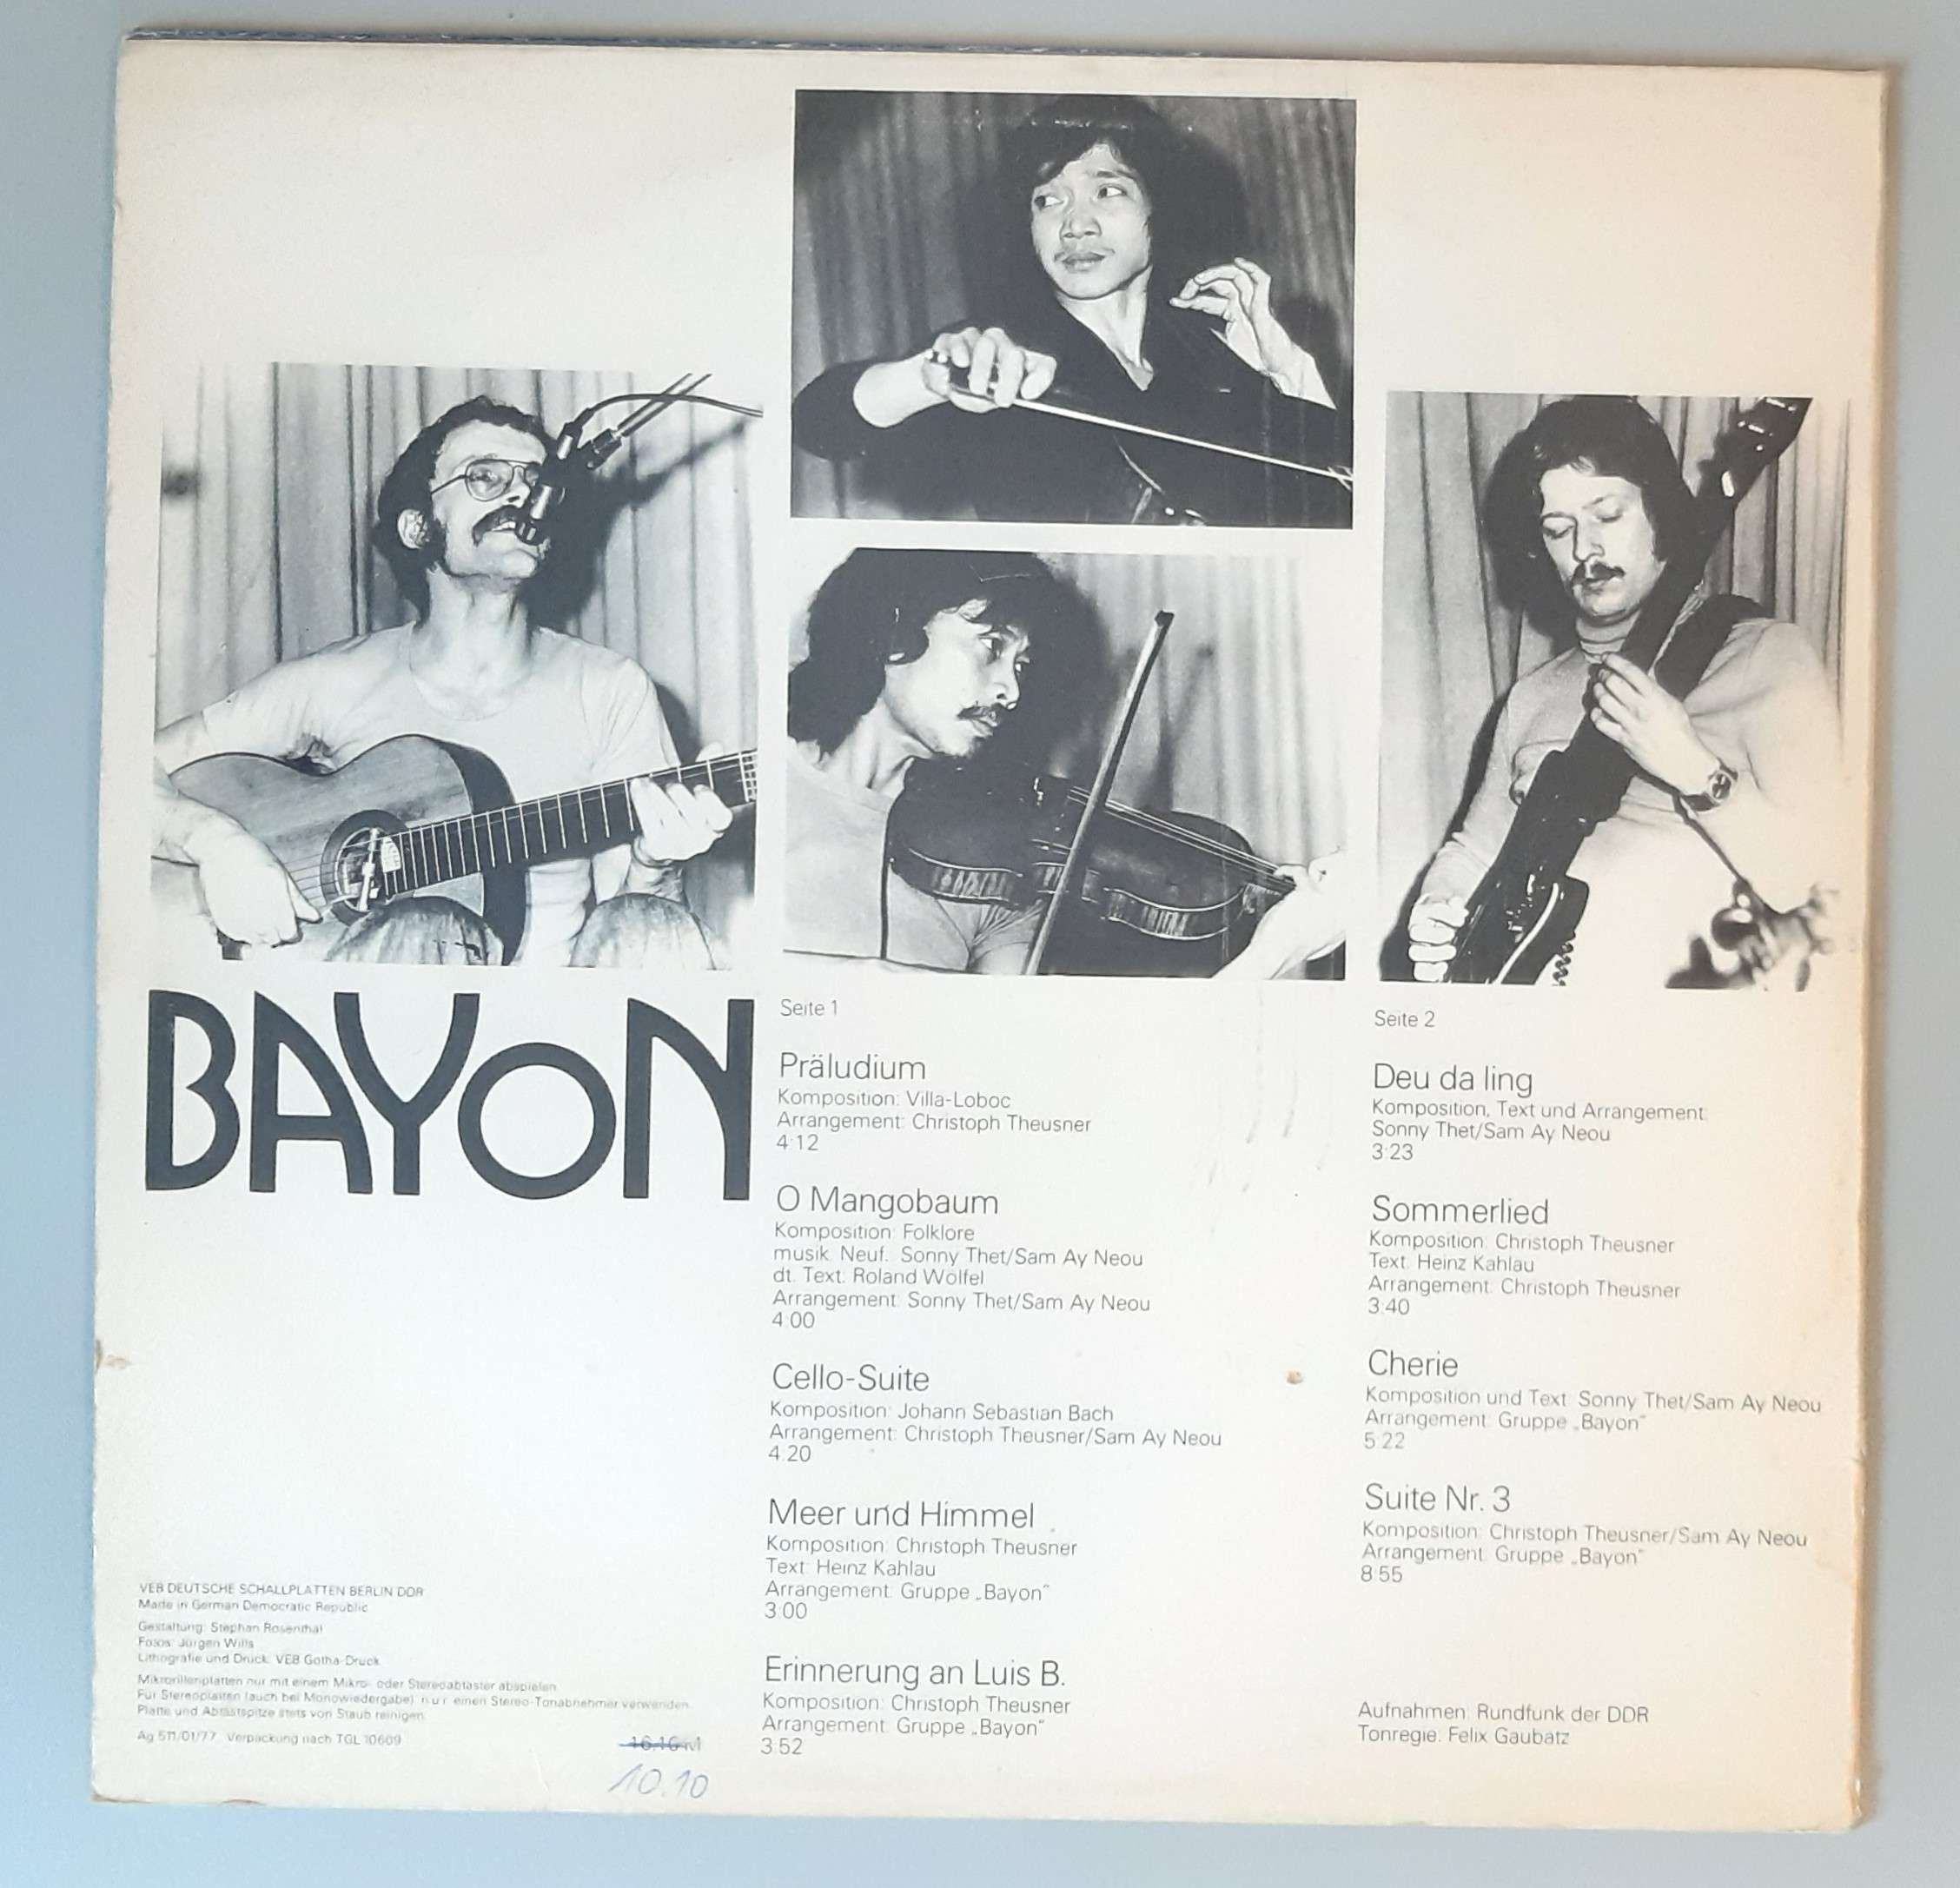 BAYON
Seite 1
Präludium
Komposition: Villa-Loboc
Arrangement: Christoph Theusner
4:12
O Mangobaum
Komposition: Folklore
musik. Neuf.: Sonny Thet/Sam Ay Neou
dt. Text: Roland Wölfel
Arrangement: Sonny Thet/Sam Ay Neou
4:00
Cello-Suite
Komposition: Johann Sebastian Bach
Arrangement: Christoph Theusner/Sam Ay Neou
4:20
Meer und Himmel
Komposition: Christoph Theusner
Text: Heinz Kahlau
Arrangement: Gruppe „Bayon“
3:00
Erinnerung an Luis B.
Komposition: Christoph Theusner
Arrangement: Gruppe „Bayon“
3:52
Seite 2
Deu da ling
Komposition, Text und Arrangement:
Sonny Thet/Sam Ay Neou
3:23
Sommerlied
Komposition: Christoph Theusner
Text: Heinz Kahlau
Arrangement: Christoph Theusner
3:40
Cherie
Komposition und Text: Sonny Thet/Sam Ay Neou
Arrangement: Gruppe „Bayon“
5:22
Suite Nr. 3
Komposition: Christoph Theusner/Sam Ay Neou
Arrangement: Gruppe „Bayon“
8:55
Aufnahmen: Rundfunk der DDR
Tonregie: Felix Gaubatz
VEB DEUTSCHE SCHALLPLATTEN BERLIN DDR
Made in German Democratic Republic
Gestaltung: Stephan Rosenthal
Fotos: Jürgen Wills
Lithografie und Druck: VEB Gotha-Druck
Mikrorillenplatten nur mit einem Mikro- oder Stereoabtaster abspielen.
Für Stereoplatten (auch bei Monowiedergabe) nur einen Stereo-Tonabnehmer verwenden.
Platte und Abtastspitze stets von Staub reinigen.
Ag 511/01/77 Verpackung nach TGL 10609
16.10 M
10.10